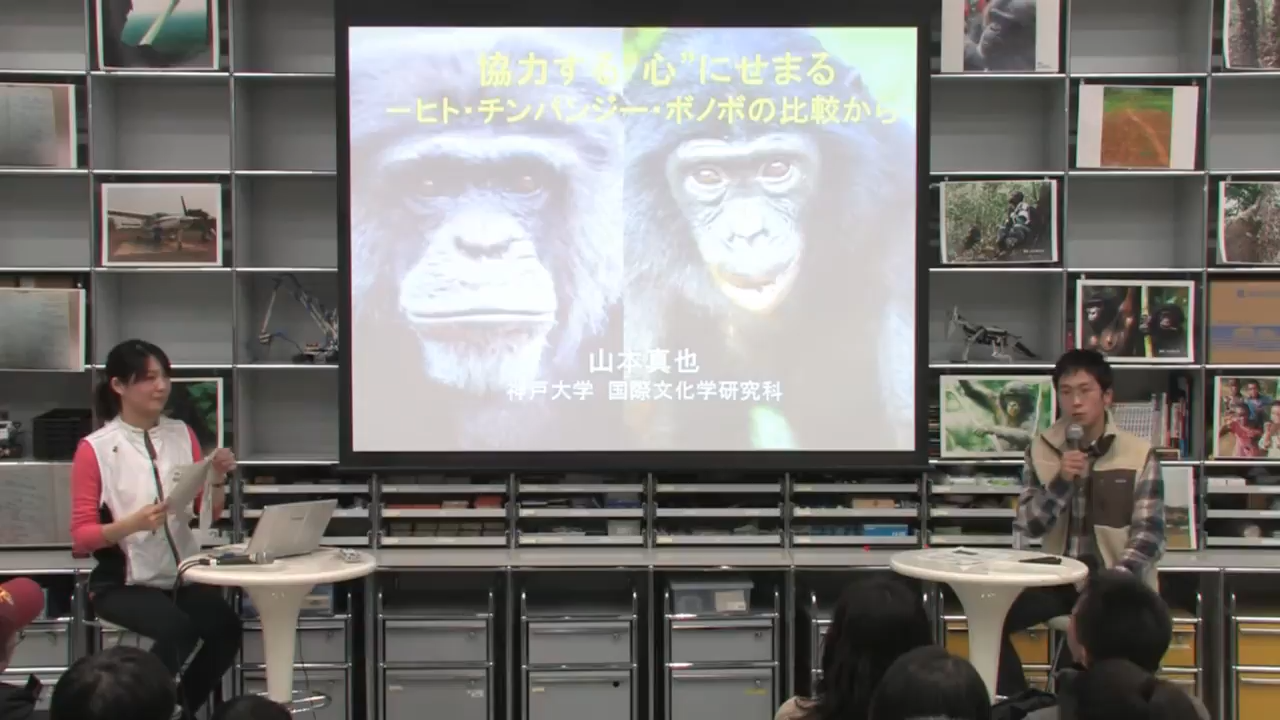 協力する”心”にせまる
－ヒト・チンパンジー・ボノボの比較から
山本真也
神戸大学　国際文化学研究科